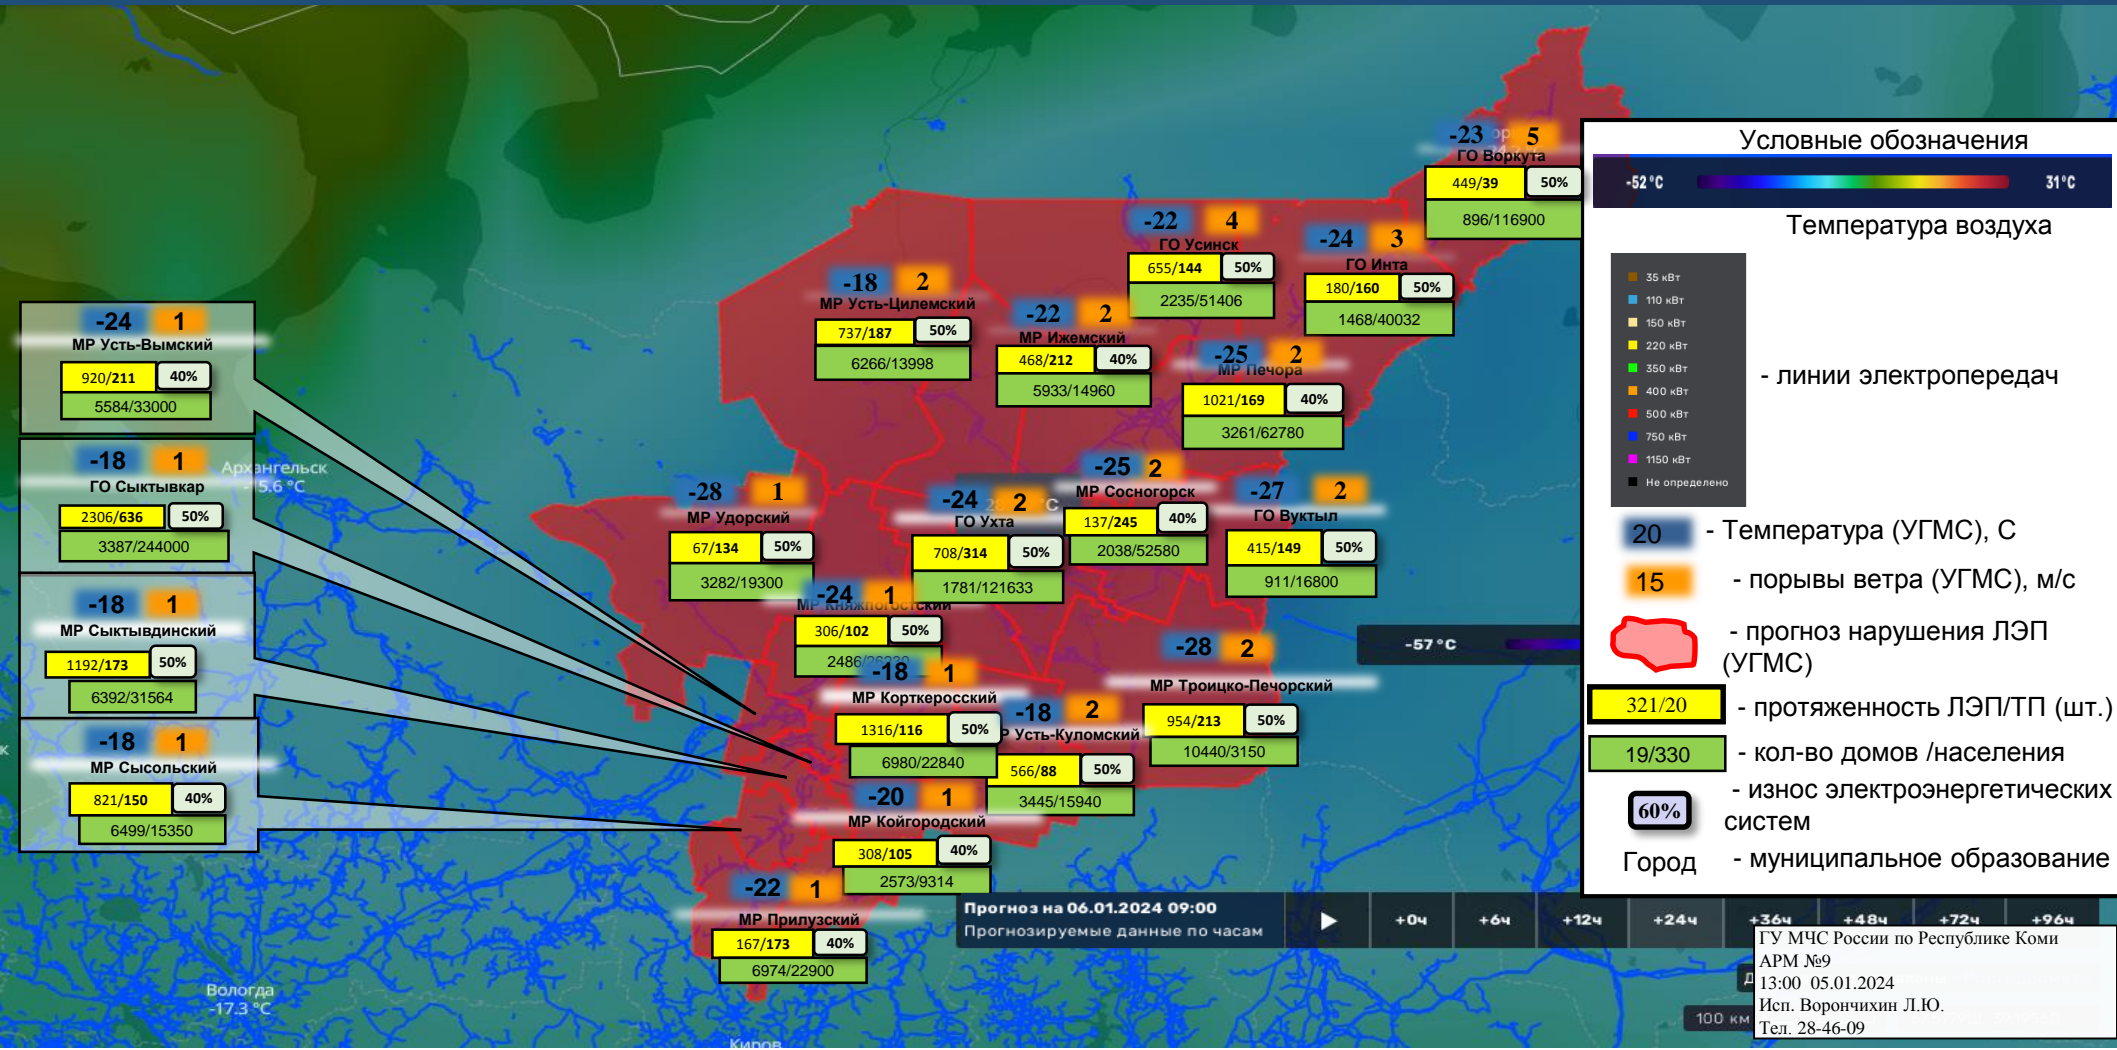 -24 1
МР Усть-Вымский
920/211 40%
5584/33000
-18 1
ГО Сыктывкар
2306/636 50%
3387/244000
-18 1
МР Сыктывдинский
1192/173 50%
6392/31564
-18 1
МР Сысольский
821/150 40%
6499/15350
Архангельск
Вологда
-17.3 °C
Киров
-23 5
ГО Воркута
449/39 50%
896/116900
-22 4
ГО Усинск
655/144 50%
2235/51406
-24 3
ГО Инта
180/160 50%
1468/40032
-18 2
МР Усть-Цилемский
737/187 50%
6266/13998
-22 2
МР Ижемский
468/212 40%
5933/14960
-25 2
МР Печора
1021/169 40%
3261/62780
-28 1
МР Удорский
67/134 50%
3282/19300
-24 2
ГО Ухта
708/314 50%
1781/121633
-25 2
МР Сосногорск
137/245 40%
2038/52580
-27 2
ГО Вуктыл
415/149 50%
911/16800
-24 1
МР Княжпогостский
306/102 50%
-18 1
МР Корткеросский
1316/116 50%
6980/22840
-18 2
Усть-Куломский
566/88 50%
3445/15940
-28 2
МР Троицко-Печорский
954/213 50%
10440/3150
-20 1
МР Койгородский
308/105 40%
2573/9314
-22 1
МР Прилузский
167/173 40%
6974/22900
-57 °C
Условные обозначения
-52 °C 31°C
Температура воздуха
35 кВт
110 кВт
150 кВт
220 кВт
350 кВт
400 кВт
500 кВт
750 кВт
1150 кВт
Не определено
- линии электропередач
20 - Температура (УГМС), С
15 - порывы ветра (УГМС), м/с
- прогноз нарушения ЛЭП
(УГМС)
321/20 - протяженность ЛЭП/ТП (шт.)
19/330 - кол-во домов /населения
60% - износ электроэнергетических
систем
Город - муниципальное образование
Прогноз на 06.01.2024 09:00
Прогнозируемые данные по часам
+0ч +6ч +12ч +24ч +36ч +48ч +72ч +96ч
ГУ МЧС России по Республике Коми
АРМ №9
13:00 05.01.2024
Исп. Ворончихин Л.Ю.
Тел. 28-46-09
100 км